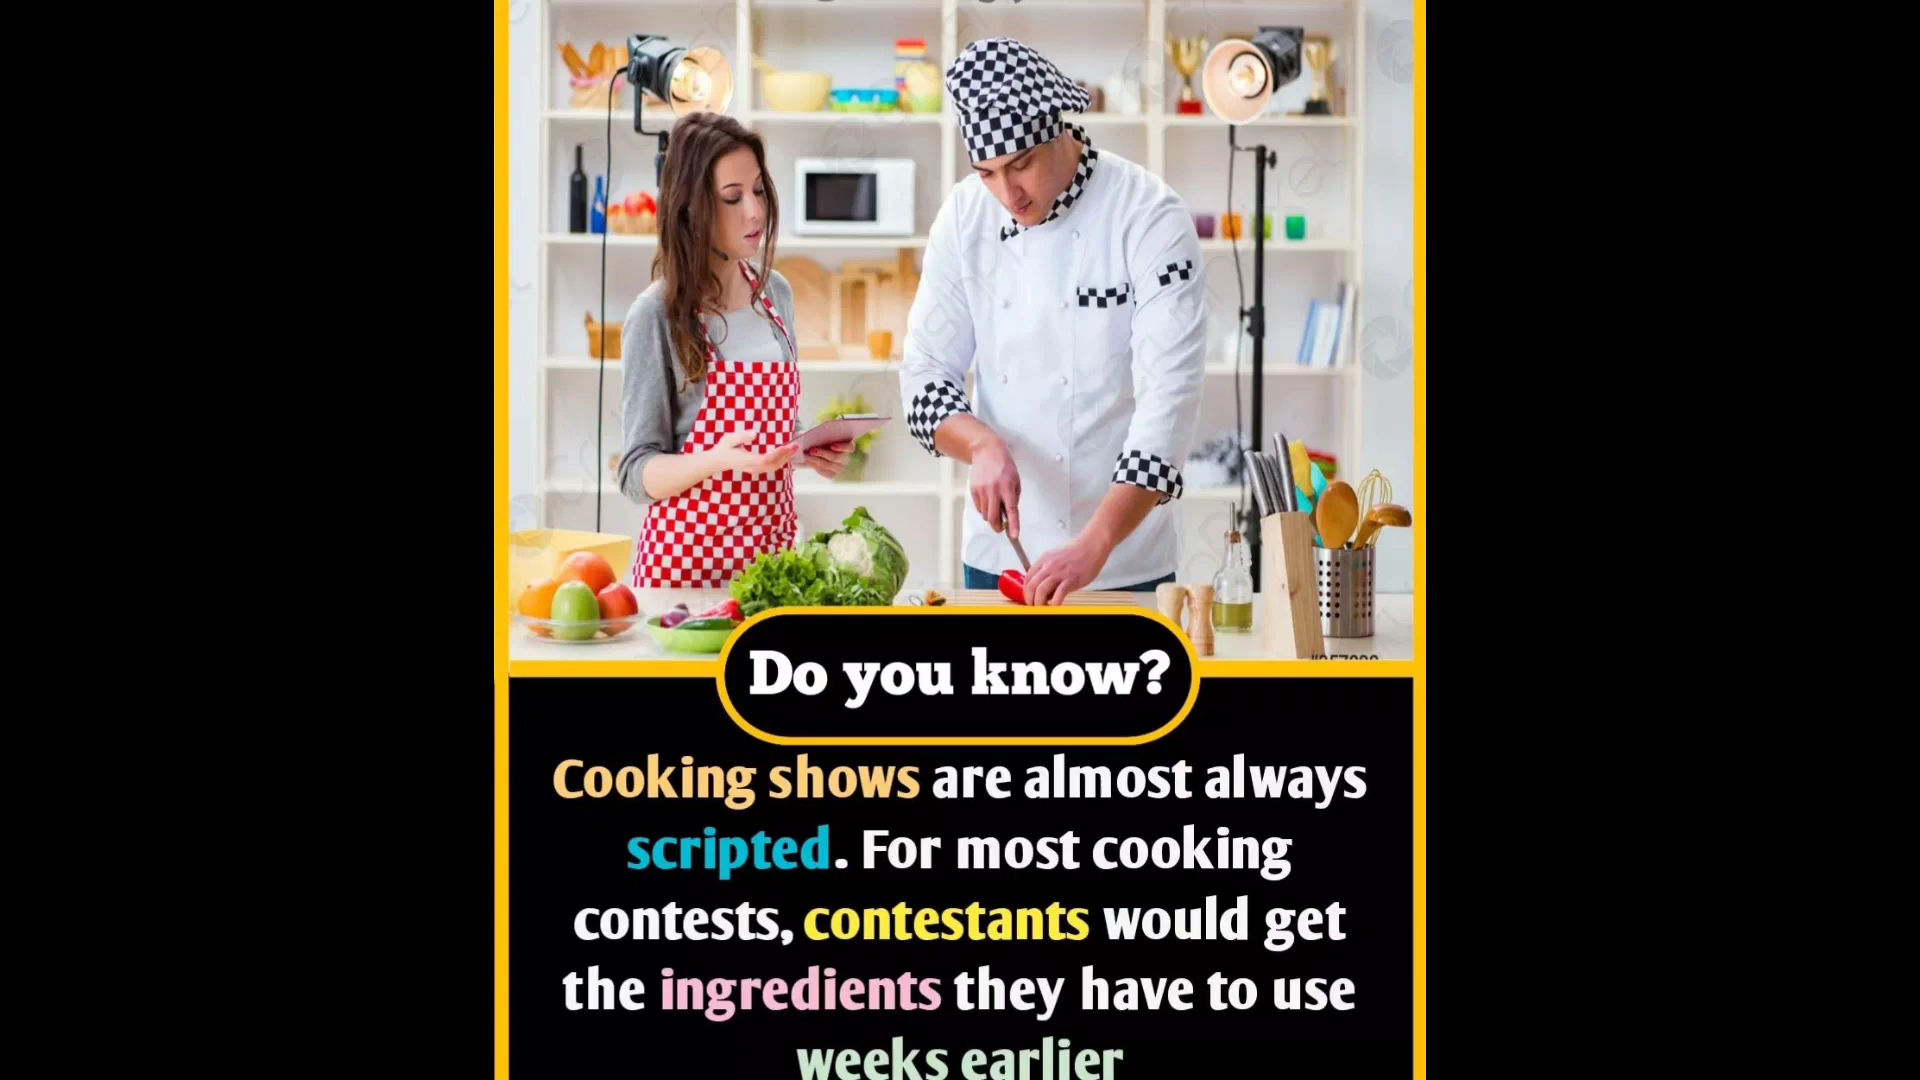 Do you know?
Cooking shows are almost always
scripted. For most cooking
contests, contestants would get
the ingredients they have to use
weeks earlier